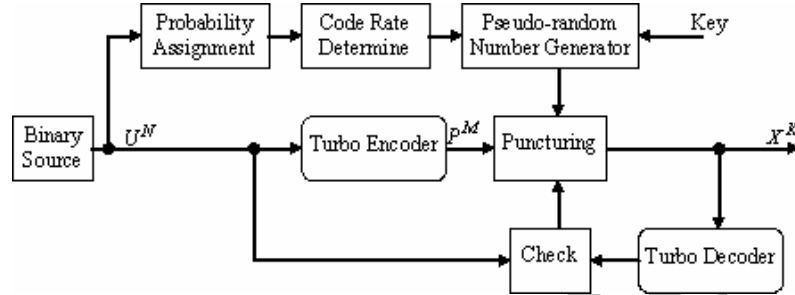 Probability
Assignment
Code Rate
Determine
Pseudo-random
Number Generator
Key
Binary
Source
U^N
Turbo Encoder
P^M
Puncturing
X^K
Check
Turbo Decoder